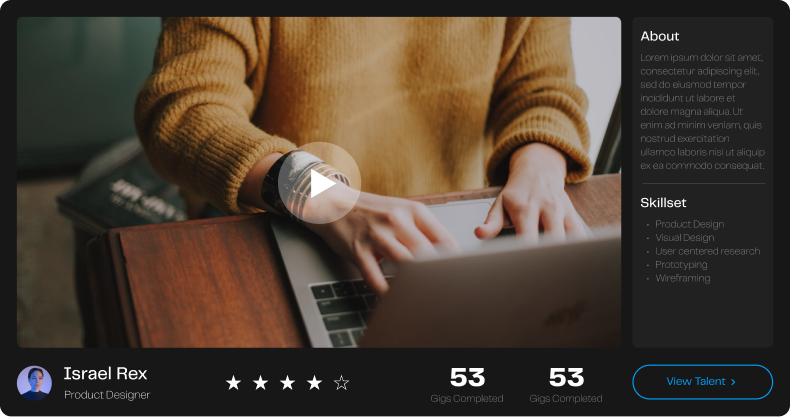 About
Lorem ipsum dolor sit amet,
consectetur adipiscing elit,
sed do eiusmod tempor
incididunt ut labore et
dolore magna aliqua. Ut
enim ad minim veniam, quis
nostrud exercitation
ullamco laboris nisi ut aliquip
ex ea commodo consequat.
Skillset
• Product Design
• Visual Design
• User centered research
• Prototyping
• Wireframing
Israel Rex
Product Designer
53
Gigs Completed
53
Gigs Completed
View Talent >